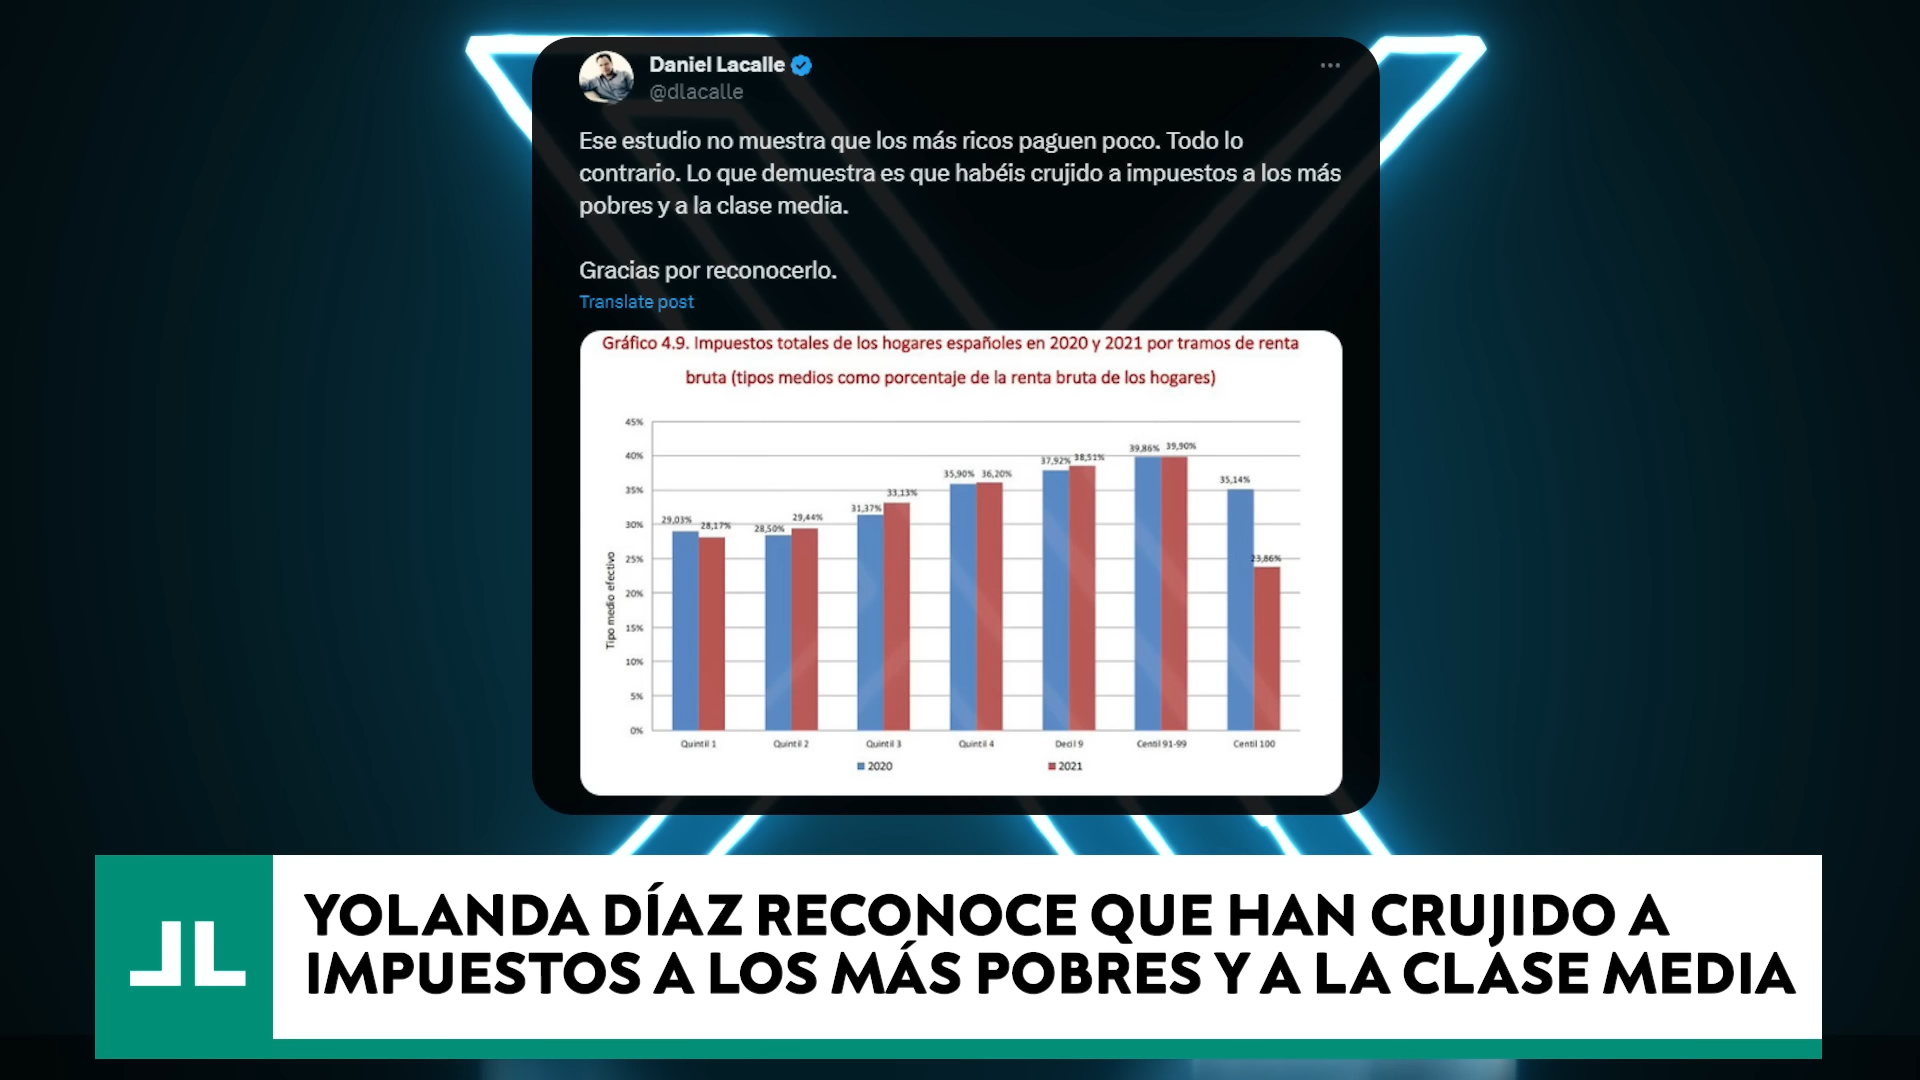 Daniel Lacalle
@dlacalle
Ese estudio no muestra que los más ricos paguen poco. Todo lo
contrario. Lo que demuestra es que habéis crujido a impuestos a los más
pobres y a la clase media.
Gracias por reconocerlo.
Translate post
Gráfico 4.9. Impuestos totales de los hogares españoles en 2020 y 2021 por tramos de renta
bruta (tipos medios como porcentaje de la renta bruta de los hogares)
Tipo medio efectivo
45%
40%
35%
30%
25%
20%
15%
10%
5%
0%
29,03% 28,17%
28,50% 29,44%
31,37% 33,13%
35,90% 36,20%
37,92% 38,51%
39,86% 39,90%
35,14% 23,86%
Quintil 1 Quintil 2 Quintil 3 Quintil 4 Decil 9 Centil 91-99 Centil 100
2020 2021
JL
YOLANDA DÍAZ RECONOCE QUE HAN CRUJIDO A
IMPUESTOS A LOS MÁS POBRES Y A LA CLASE MEDIA